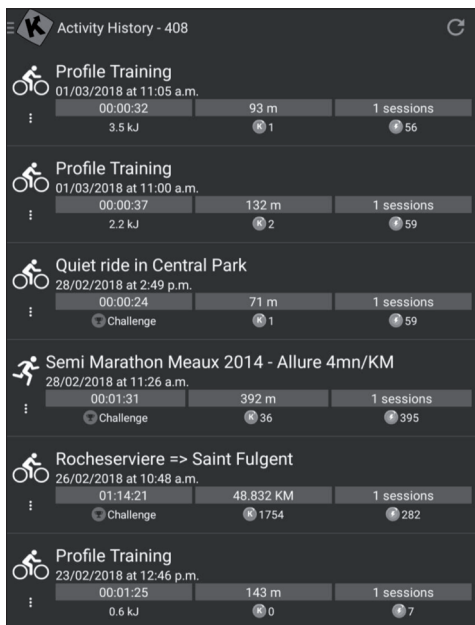 K Activity History - 408
Profile Training
01/03/2018 at 11:05 a.m.
00:00:32 93 m 1 sessions
3.5 kJ K 1 56
Profile Training
01/03/2018 at 11:00 a.m.
00:00:37 132 m 1 sessions
2.2 kJ K 2 59
Quiet ride in Central Park
28/02/2018 at 2:49 p.m.
00:00:24 71 m 1 sessions
Challenge K 1 59
Semi Marathon Meaux 2014 - Allure 4mn/KM
28/02/2018 at 11:26 a.m.
00:01:31 392 m 1 sessions
Challenge K 36 395
Rocheserviere => Saint Fulgent
26/02/2018 at 10:48 a.m.
01:14:21 48.832 KM 1 sessions
Challenge K 1754 282
Profile Training
23/02/2018 at 12:46 p.m.
00:01:25 143 m 1 sessions
0.6 kJ K 0 7